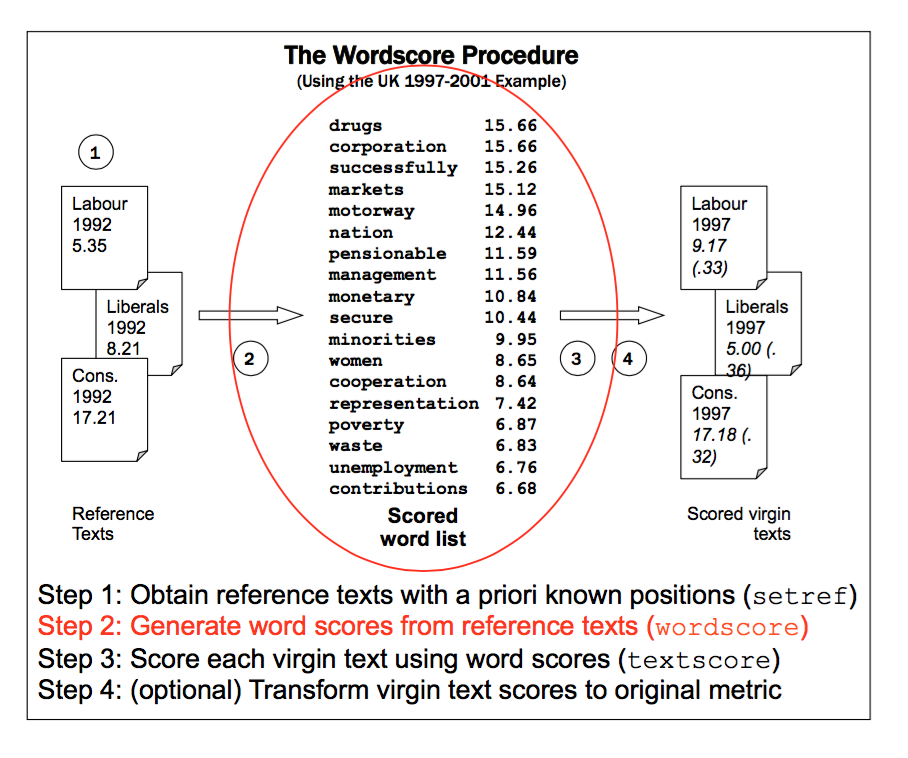 The Wordscore Procedure
(Using the UK 1997-2001 Example)
1
Labour
1992
5.35
Liberals
1992
8.21
Cons.
1992
17.21
Reference
Texts
2
drugs 15.66
corporation 15.66
successfully 15.26
markets 15.12
motorway 14.96
nation 12.44
pensionable 11.59
management 11.56
monetary 10.84
secure 10.44
minorities 9.95
women 8.65
cooperation 8.64
representation 7.42
poverty 6.87
waste 6.83
unemployment 6.76
contributions 6.68
Scored
word list
3
4
Labour
1997
9.17
(.33)
Liberals
1997
5.00 (.
36)
Cons.
1997
17.18 (.
32)
Scored virgin
texts
Step 1: Obtain reference texts with a priori known positions (setref)
Step 2: Generate word scores from reference texts (wordscore)
Step 3: Score each virgin text using word scores (textscore)
Step 4: (optional) Transform virgin text scores to original metric